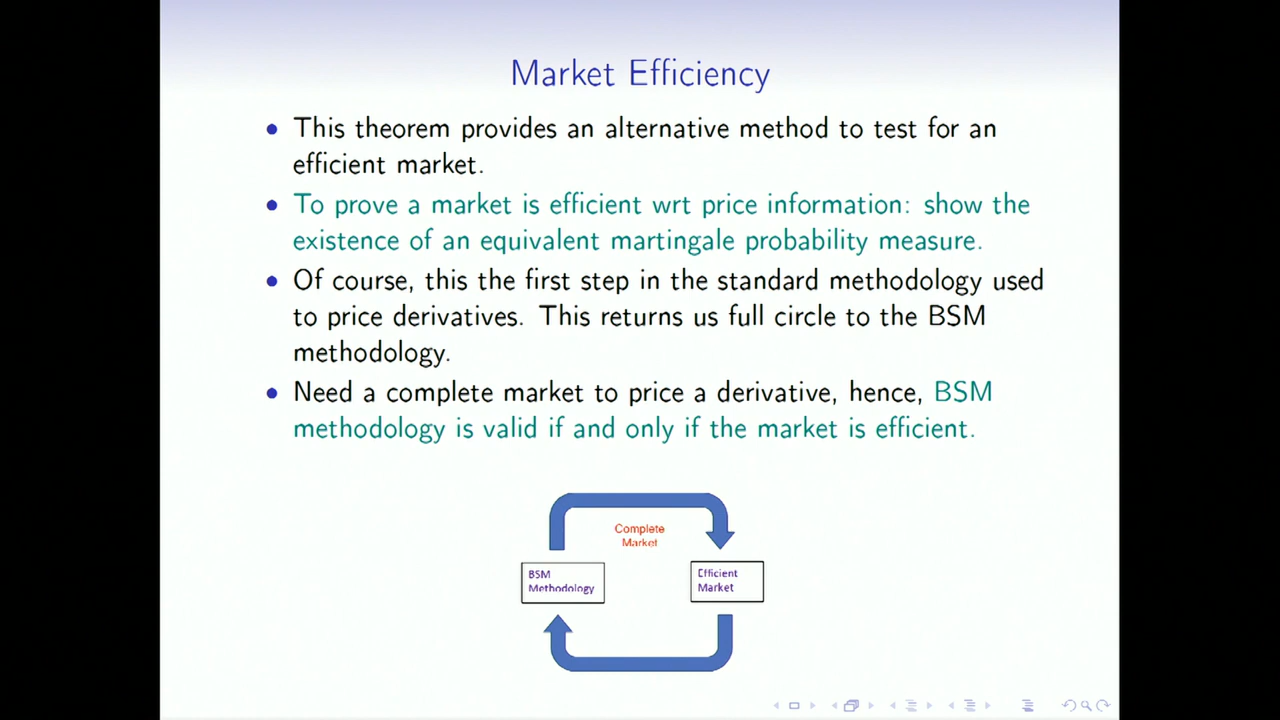 Market Efficiency
• This theorem provides an alternative method to test for an
efficient market.
• To prove a market is efficient wrt price information: show the
existence of an equivalent martingale probability measure.
• Of course, this the first step in the standard methodology used
to price derivatives. This returns us full circle to the BSM
methodology.
• Need a complete market to price a derivative, hence, BSM
methodology is valid if and only if the market is efficient.
Complete
Market
BSM
Methodology
Efficient
Market